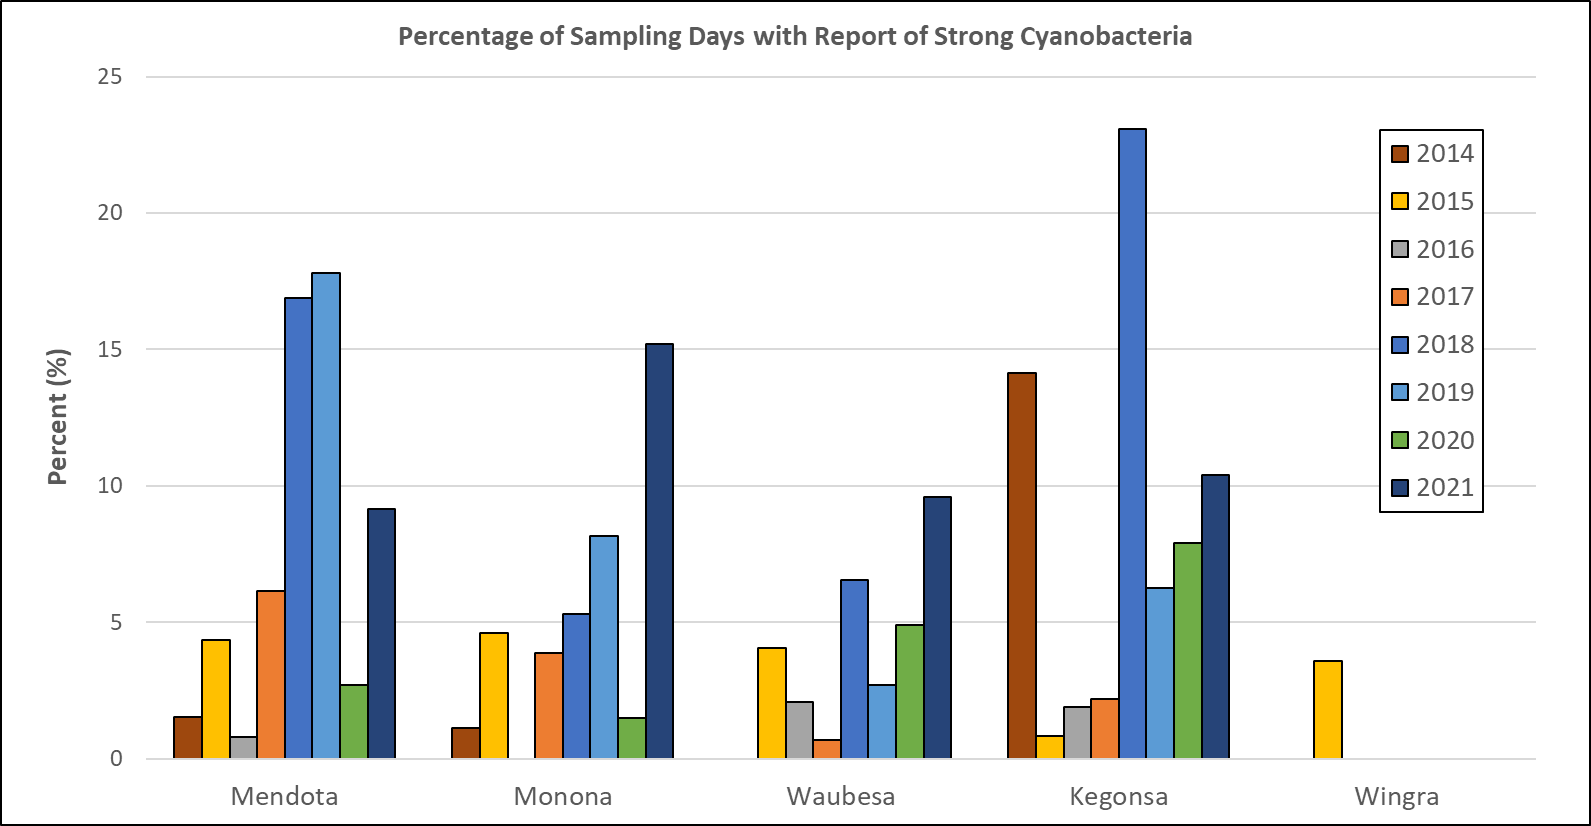 Percentage of Sampling Days with Report of Strong Cyanobacteria
25
20
15
10
5
0
Percent (%)
Mendota
Monona
Waubesa
Kegonsa
Wingra
2014
2015
2016
2017
2018
2019
2020
2021